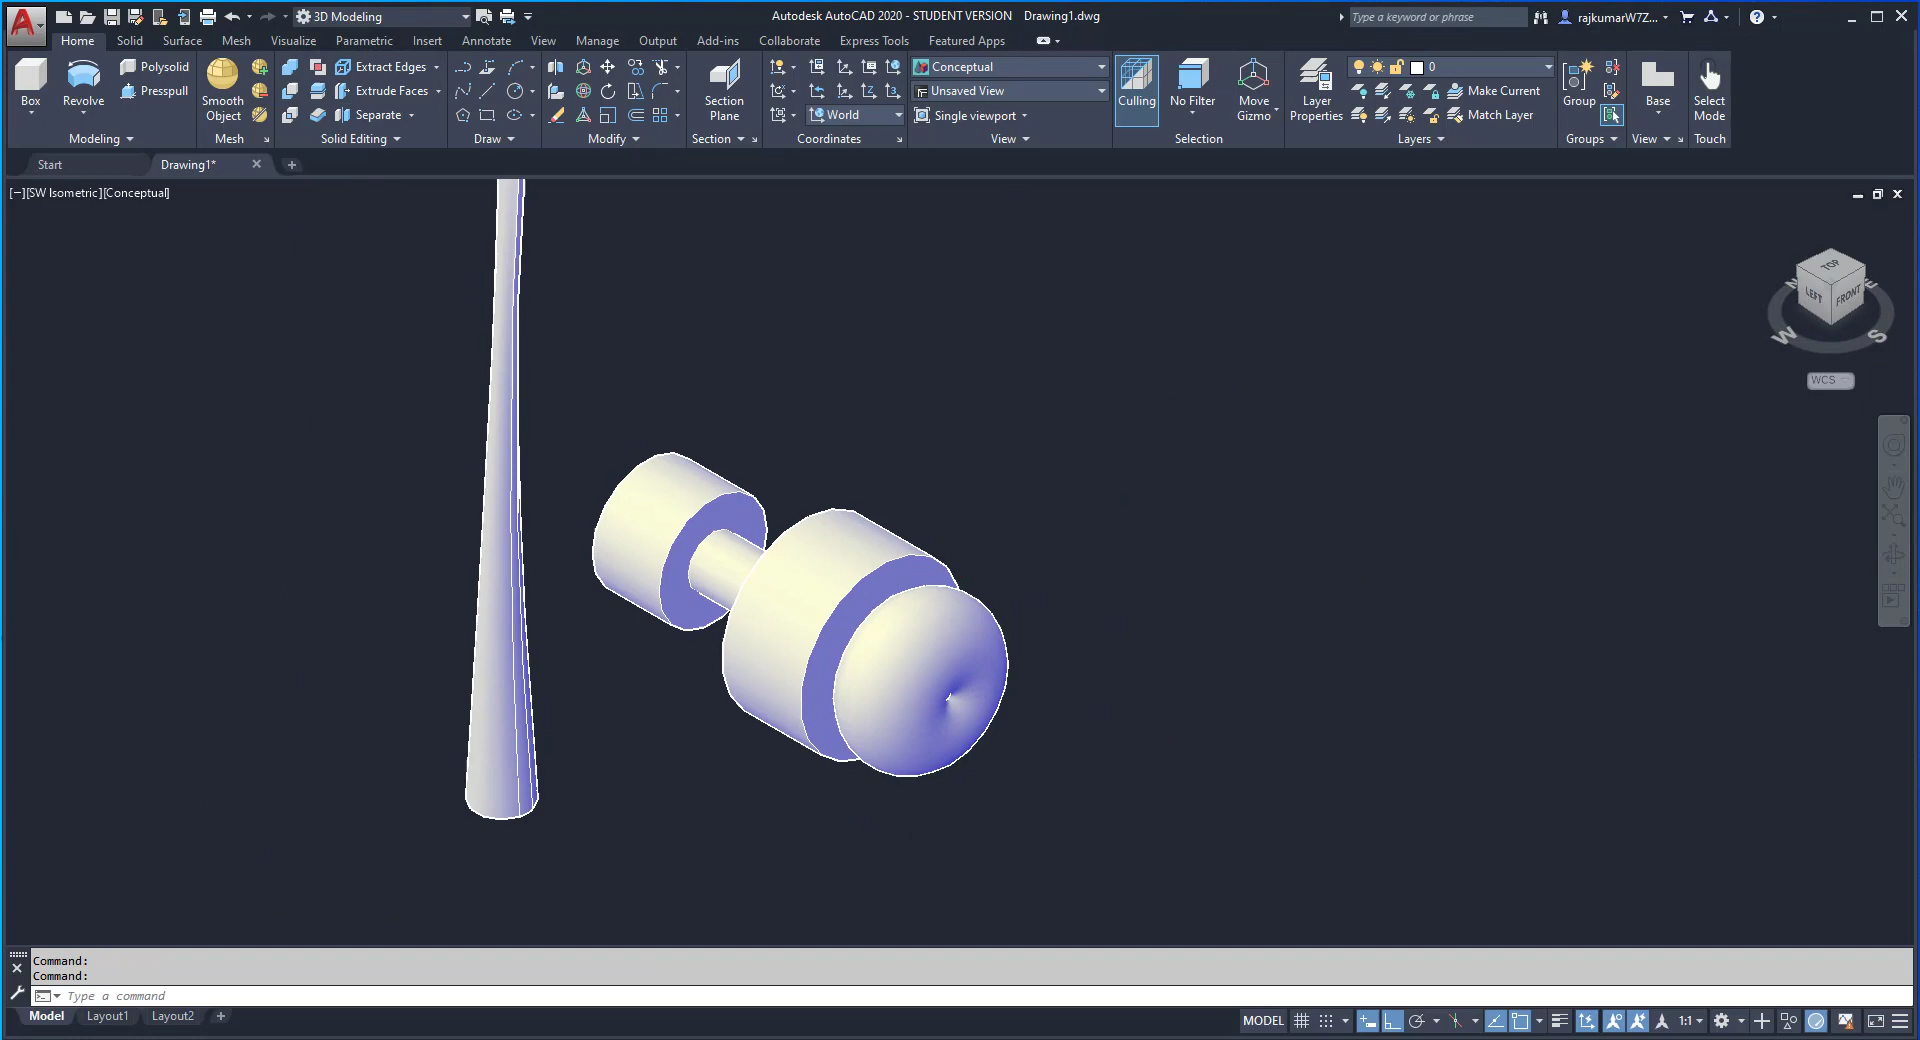 3D Modeling
Autodesk AutoCAD 2020 - STUDENT VERSION Drawing1.dwg
Type a keyword or phrase
rajkumarW7Z...
Home Solid Surface Mesh Visualize Parametric Insert Annotate View Manage Output Add-ins Collaborate Express Tools Featured Apps
Box
Revolve
Polysolid
Presspull
Modeling
Smooth Object
Mesh
Extract Edges
Extrude Faces
Separate
Solid Editing
Draw
Modify
Section Plane
Section
World
Coordinates
Conceptual
Unsaved View
Single viewport
View
Culling
No Filter
Move Gizmo
Selection
Layer Properties
0
Make Current
Match Layer
Layers
Group
Groups
Base
View
Select Mode
Touch
Start Drawing1*
[−][SW Isometric][Conceptual]
TOP
LEFT FRONT
N E
W S
WCS
Command:
Command:
Type a command
Model Layout1 Layout2
MODEL 1:1